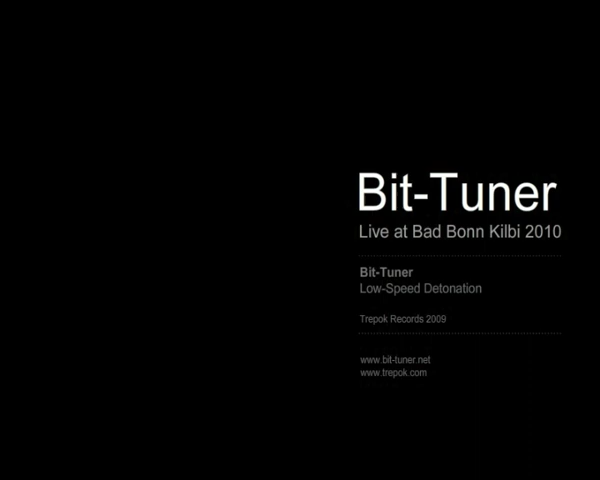 Bit-Tuner
Live at Bad Bonn Kilbi 2010
Bit-Tuner
Low-Speed Detonation
Trepok Records 2009
www.bit-tuner.net
www.trepok.com